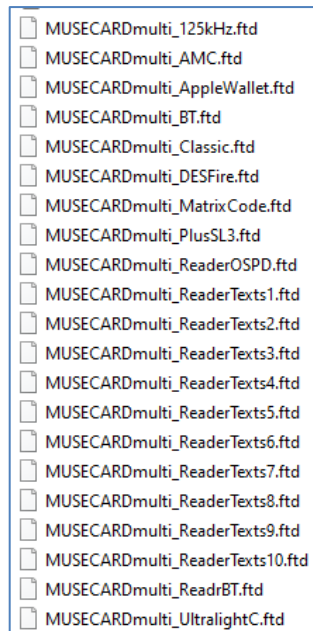 MUSECARDmulti_125kHz.ftd
MUSECARDmulti_AMC.ftd
MUSECARDmulti_AppleWallet.ftd
MUSECARDmulti_BT.ftd
MUSECARDmulti_Classic.ftd
MUSECARDmulti_DESFire.ftd
MUSECARDmulti_MatrixCode.ftd
MUSECARDmulti_PlusSL3.ftd
MUSECARDmulti_ReaderOSPD.ftd
MUSECARDmulti_ReaderTexts1.ftd
MUSECARDmulti_ReaderTexts2.ftd
MUSECARDmulti_ReaderTexts3.ftd
MUSECARDmulti_ReaderTexts4.ftd
MUSECARDmulti_ReaderTexts5.ftd
MUSECARDmulti_ReaderTexts6.ftd
MUSECARDmulti_ReaderTexts7.ftd
MUSECARDmulti_ReaderTexts8.ftd
MUSECARDmulti_ReaderTexts9.ftd
MUSECARDmulti_ReaderTexts10.ftd
MUSECARDmulti_ReadrBT.ftd
MUSECARDmulti_UltralightC.ftd